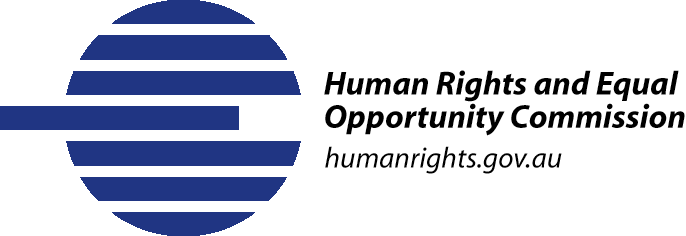 Human Rights and Equal
Opportunity Commission
humanrights.gov.au